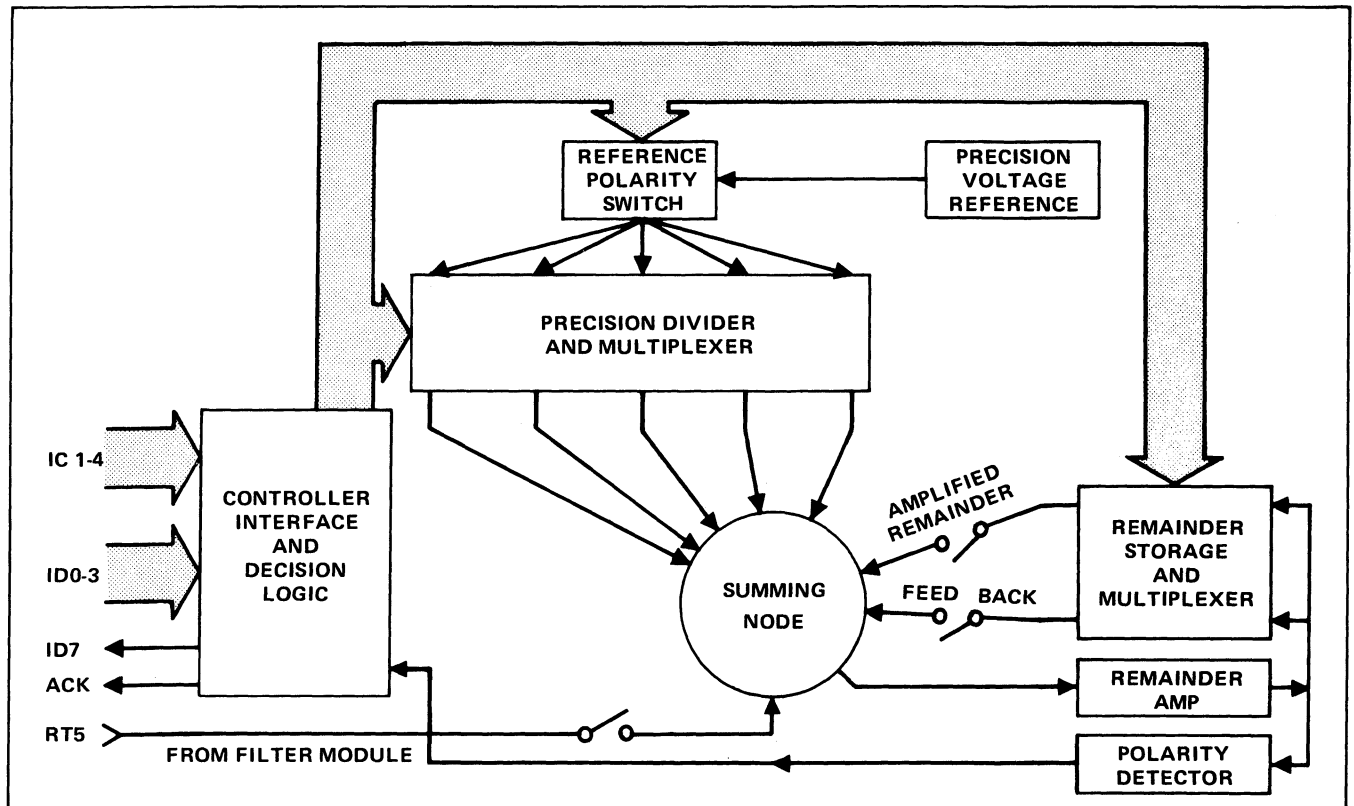 REFERENCE
POLARITY
SWITCH
PRECISION
VOLTAGE
REFERENCE
PRECISION DIVIDER
AND MULTIPLEXER
IC 1-4
ID0-3
ID7
ACK
RT5
CONTROLLER
INTERFACE
AND
DECISION
LOGIC
AMPLIFIED
REMAINDER
FEED BACK
SUMMING
NODE
REMAINDER
STORAGE
AND
MULTIPLEXER
REMAINDER
AMP
POLARITY
DETECTOR
FROM FILTER MODULE